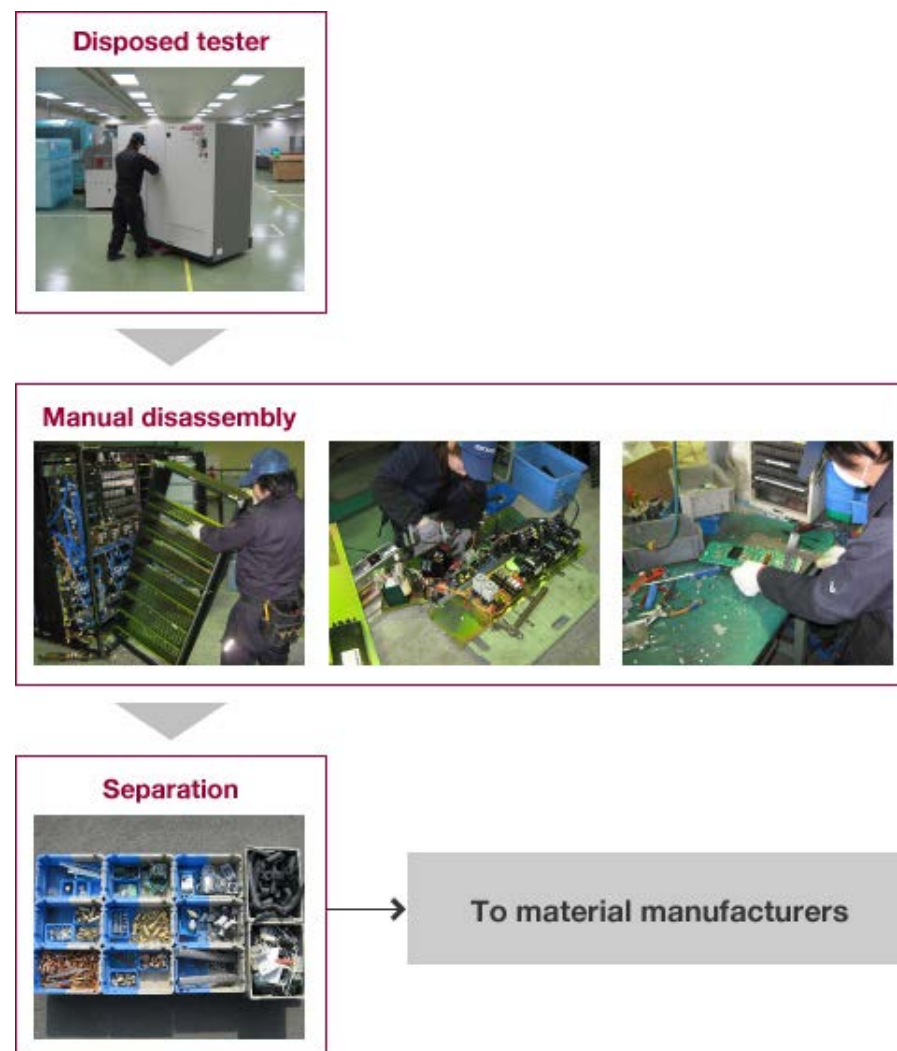 Disposed tester
Manual disassembly
Separation
To material manufacturers